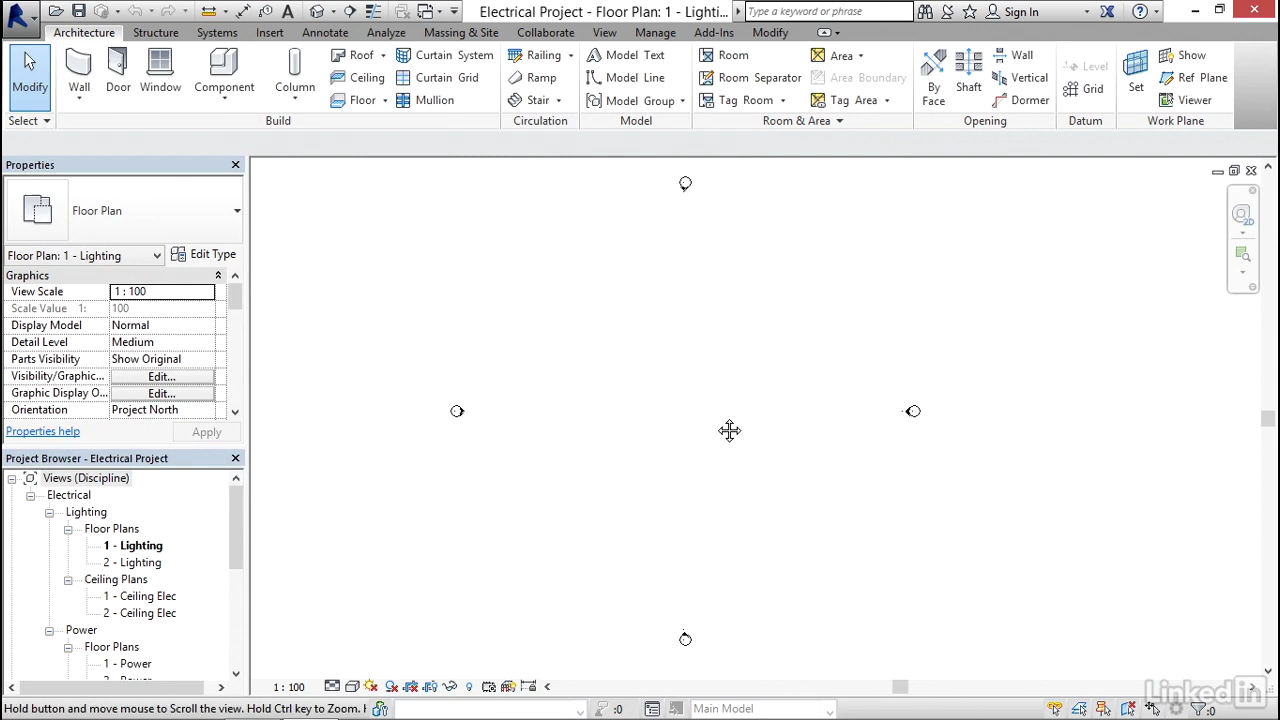 Electrical Project - Floor Plan: 1 - Lighti...
Type a keyword or phrase
Sign In
Architecture Structure Systems Insert Annotate Analyze Massing & Site Collaborate View Manage Add-Ins Modify
Modify
Wall
Door
Window
Component
Column
Roof
Ceiling
Floor
Curtain System
Curtain Grid
Mullion
Railing
Ramp
Stair
Model Text
Model Line
Model Group
Room
Room Separator
Tag Room
Area
Area Boundary
Tag Area
By
Face
Shaft
Wall
Vertical
Dormer
Level
Grid
Set
Show
Ref Plane
Viewer
Select Build Circulation Model Room & Area Opening Datum Work Plane
Properties
Floor Plan
Floor Plan: 1 - Lighting Edit Type
Graphics
View Scale 1 : 100
Scale Value 1: 100
Display Model Normal
Detail Level Medium
Parts Visibility Show Original
Visibility/Graphic... Edit...
Graphic Display O... Edit...
Orientation Project North
Properties help Apply
Project Browser - Electrical Project
Views (Discipline)
Electrical
Lighting
Floor Plans
1 - Lighting
2 - Lighting
Ceiling Plans
1 - Ceiling Elec
2 - Ceiling Elec
Power
Floor Plans
1 - Power
2D
1 : 100
Hold button and move mouse to Scroll the view. Hold Ctrl key to Zoom.
:0
Main Model
:0
Linked in